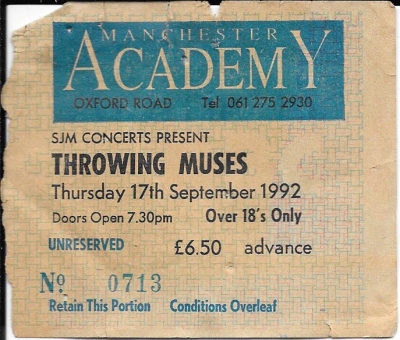 MANCHESTER
ACADEMY
OXFORD ROAD Tel 061 275 2930
SJM CONCERTS PRESENT
THROWING MUSES
Thursday 17th September 1992
Doors Open 7.30pm Over 18's Only
UNRESERVED £6.50 advance
No. 0713
Retain This Portion Conditions Overleaf